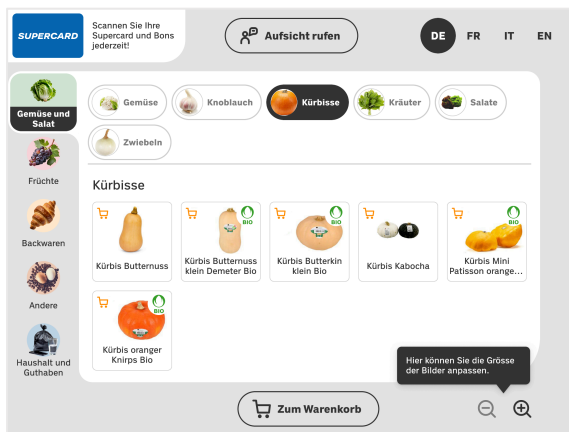 SUPERCARD
Scannen Sie Ihre
Supercard und Bons
jederzeit!
Aufsicht rufen
DE FR IT EN
Gemüse und
Salat
Früchte
Backwaren
Andere
Haushalt und
Guthaben
Gemüse
Knoblauch
Kürbisse
Kräuter
Salate
Zwiebeln
Kürbisse
Kürbis Butternuss
BIO
Kürbis Butternuss
klein Demeter Bio
BIO
Kürbis Butterkin
klein Bio
Kürbis Kabocha
BIO
Kürbis Mini
Patisson orange...
BIO
Kürbis oranger
Knirps Bio
Hier können Sie die Grösse
der Bilder anpassen.
Zum Warenkorb